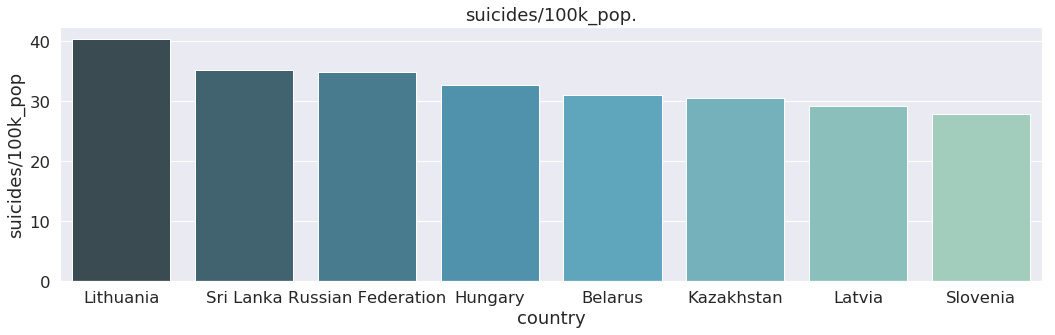 suicides/100k_pop.
suicides/100k_pop
40
30
20
10
0
Lithuania Sri Lanka Russian Federation Hungary Belarus Kazakhstan Latvia Slovenia
country